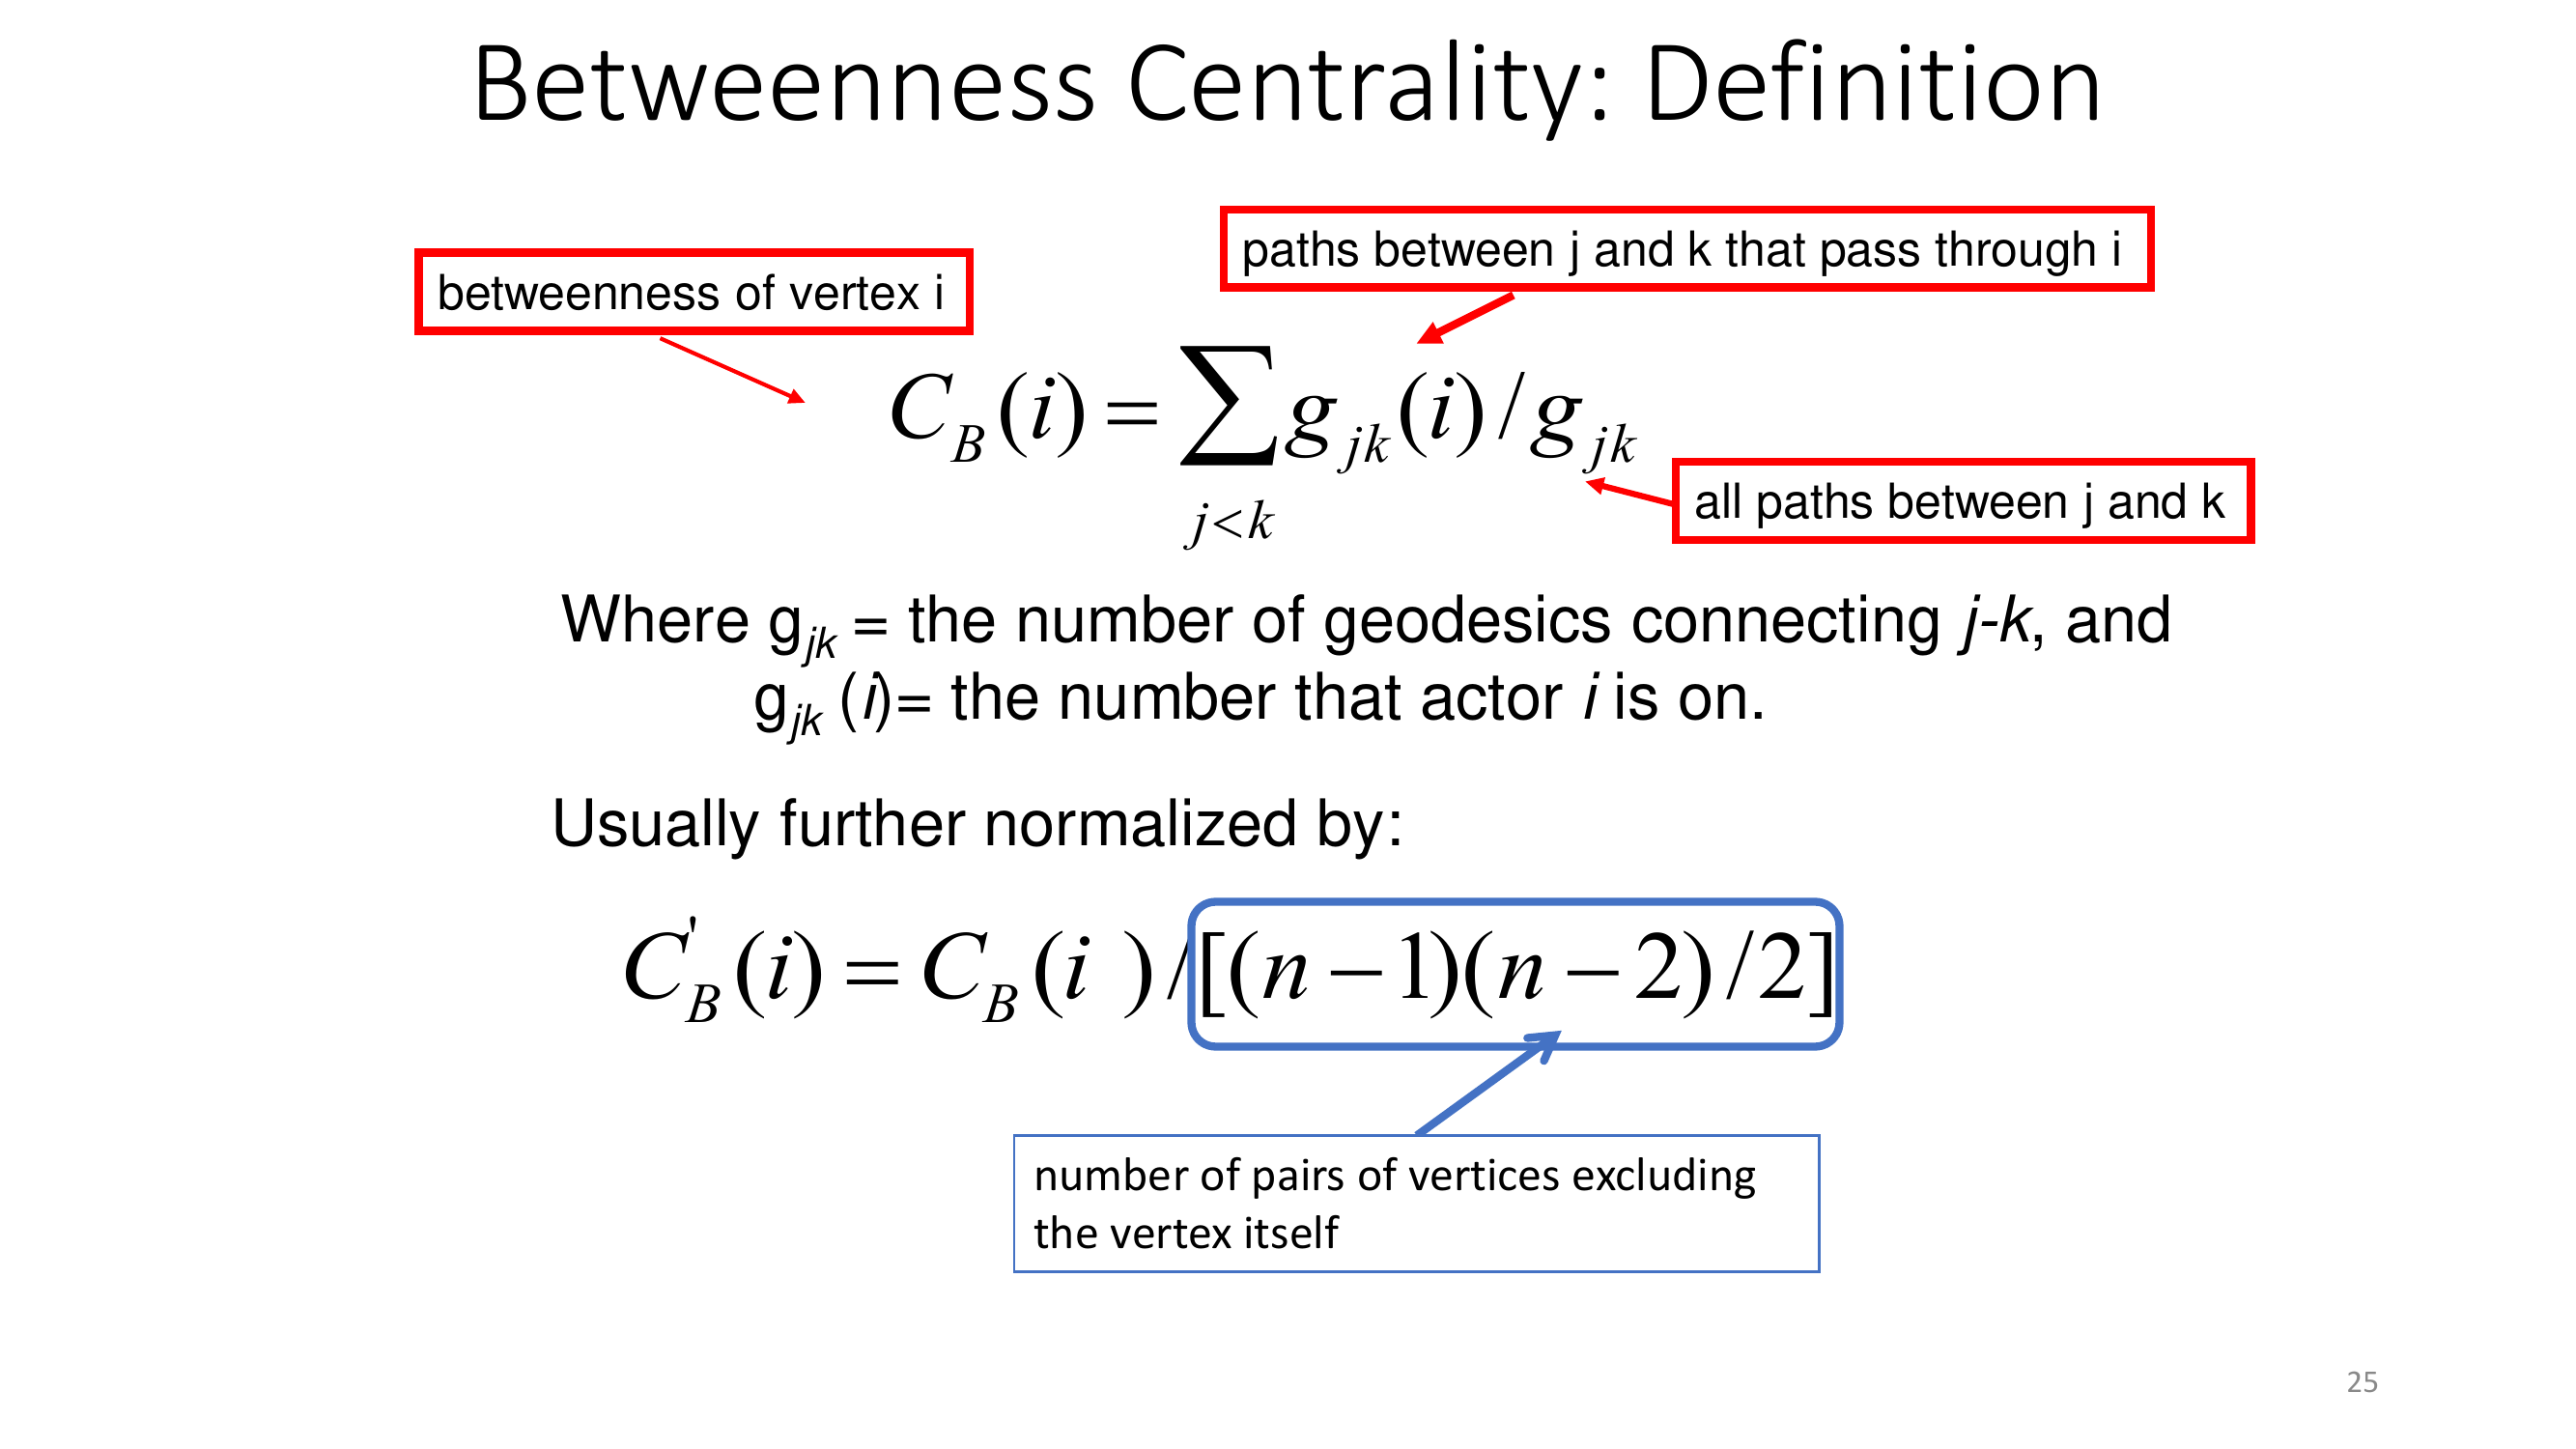 Betweenness Centrality: Definition
paths between j and k that pass through i
betweenness of vertex i
C_B(i) = ∑_{j<k} g_{jk}(i)/g_{jk}
all paths between j and k
Where g_{jk} = the number of geodesics connecting j-k, and
g_{jk} (i)= the number that actor i is on.
Usually further normalized by:
C'_B(i) = C_B(i )/[(n − 1)(n − 2)/2]
number of pairs of vertices excluding
the vertex itself
25